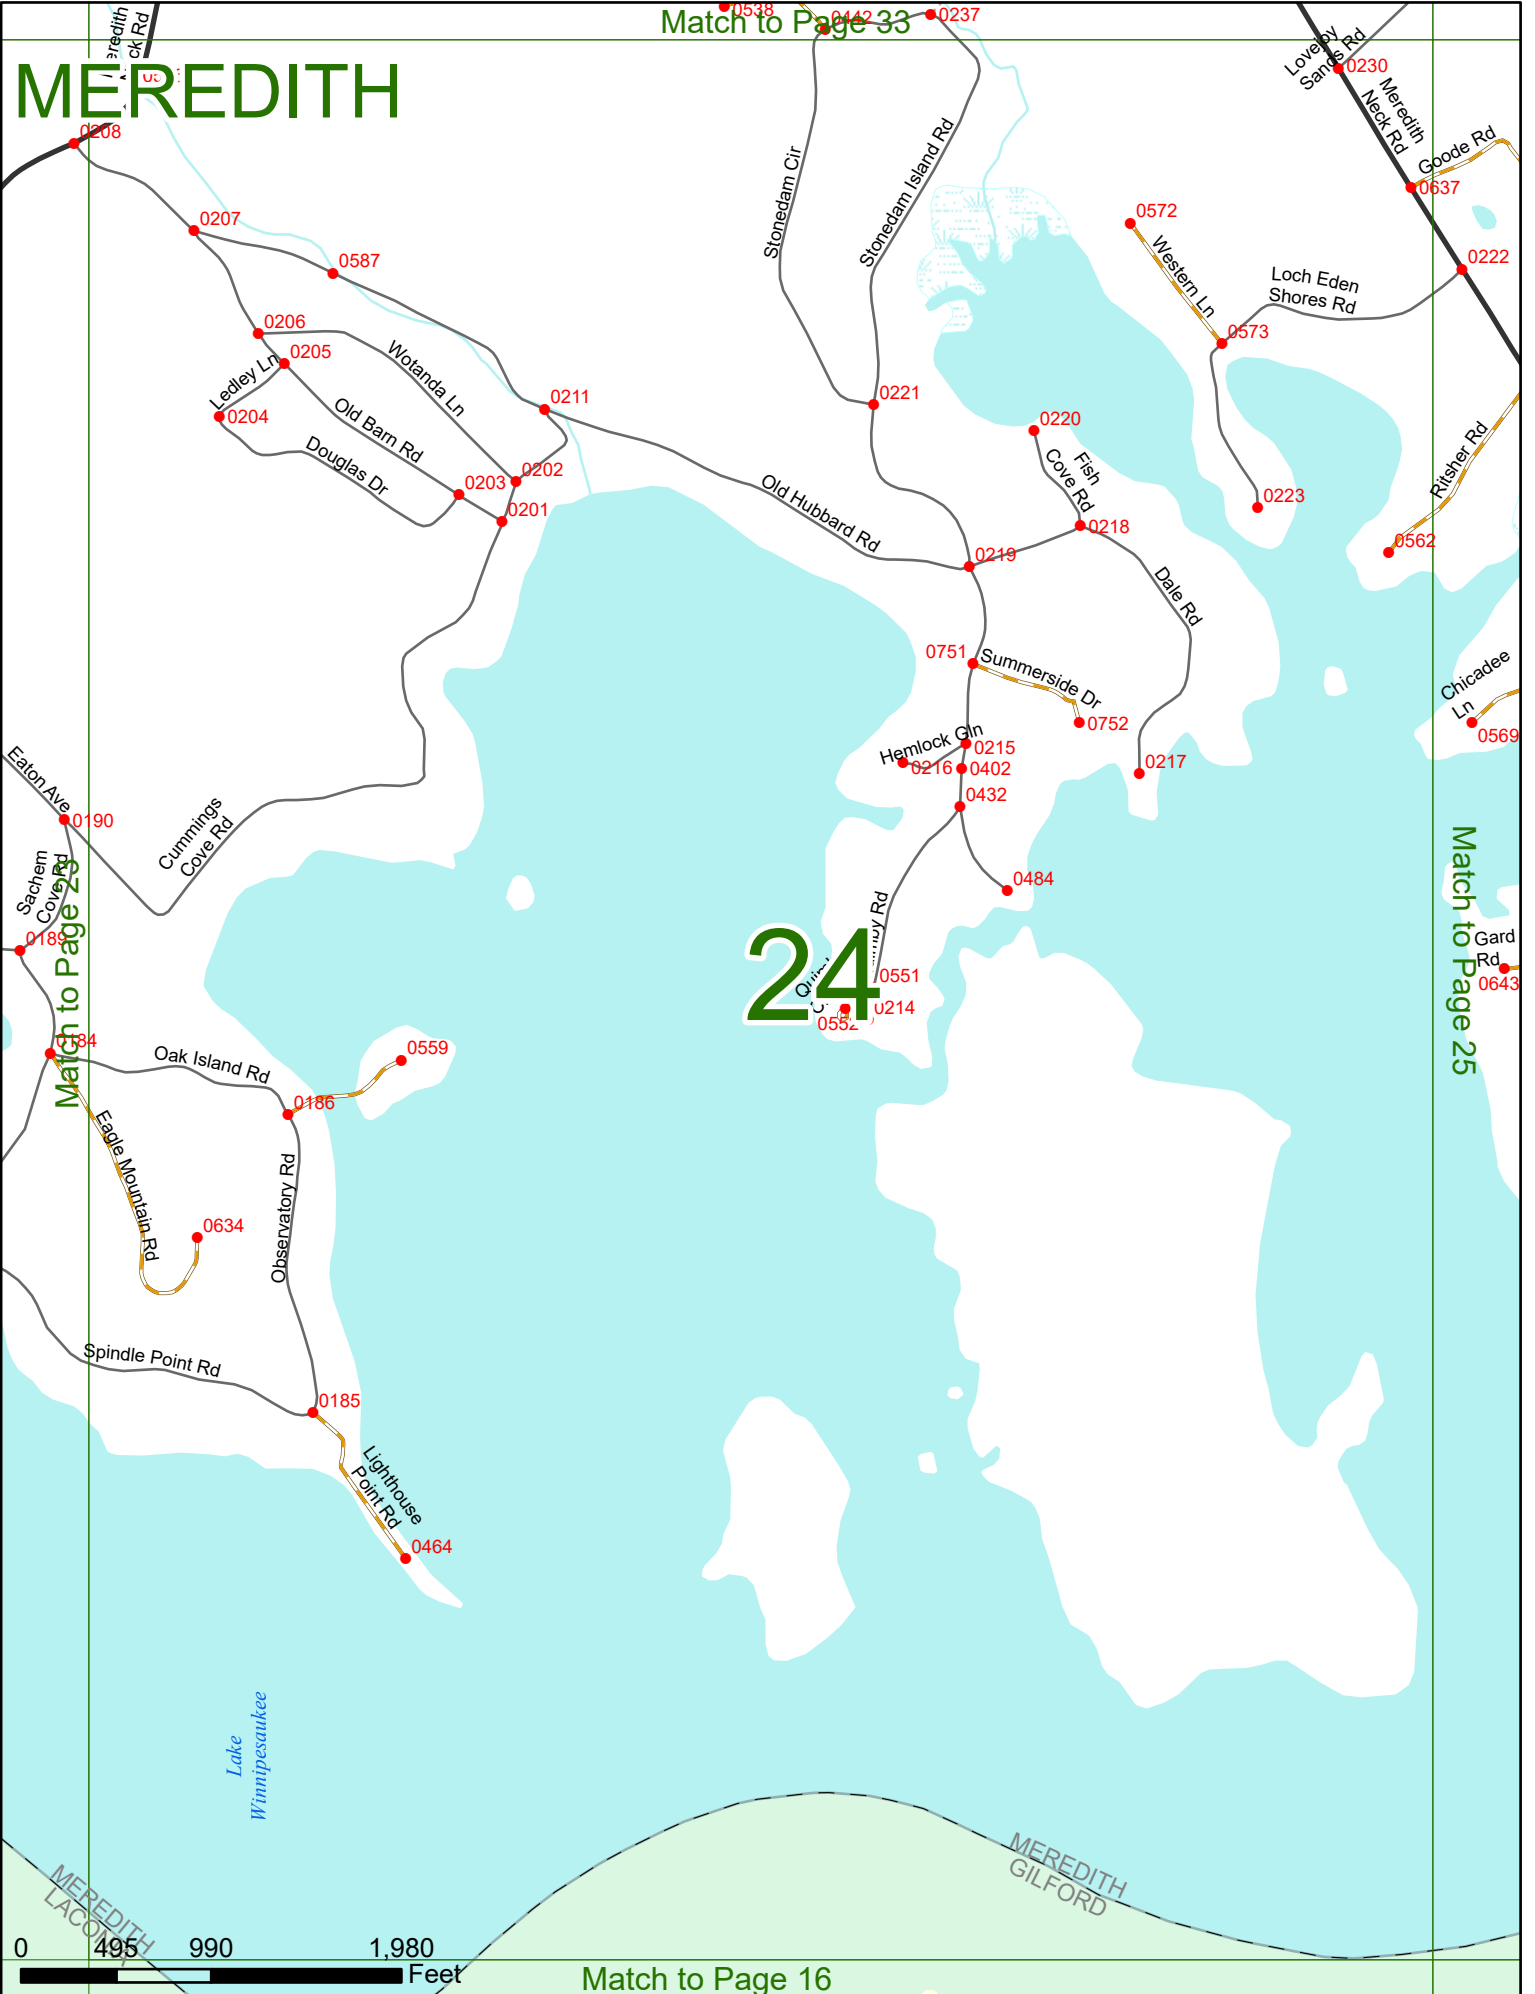 0538
0442
0237
Match to Page 33
Lovejoy
Sands Rd
0230
MEREDITH
0208
Meredith
Neck Rd
Goode Rd
0637
Stonedam Cir
Stonedam Island Rd
0207
0572
0587
Western Ln
0222
Loch Eden
Shores Rd
0206
0573
0205
Wotanda Ln
Ledley Ln
0204
0211
0221
Old Barn Rd
0220
Douglas Dr
Fish
Cove Rd
Ritsher Rd
0202
0203
Old Hubbard Rd
0223
0201
0218
0562
0219
Dale Rd
0751
Summerside Dr
Chicadee
Ln
0752
0569
Hemlock Gln
0215
0216
0402
0217
Eaton Ave
0432
0190
Cummings
Cove Rd
Sachem
Cove Rd
0484
Match to Page 23
Match to Page 25
24
0189
Gard
Rd
0551
0643
0214
0552
0184
Oak Island Rd
0559
0186
Eagle Mountain Rd
Observatory Rd
0634
Spindle Point Rd
0185
Lighthouse
Point Rd
0464
Lake
Winnipesaukee
MEREDITH
GILFORD
MEREDITH
LACONIA
0 495 990 1,980
Feet
Match to Page 16